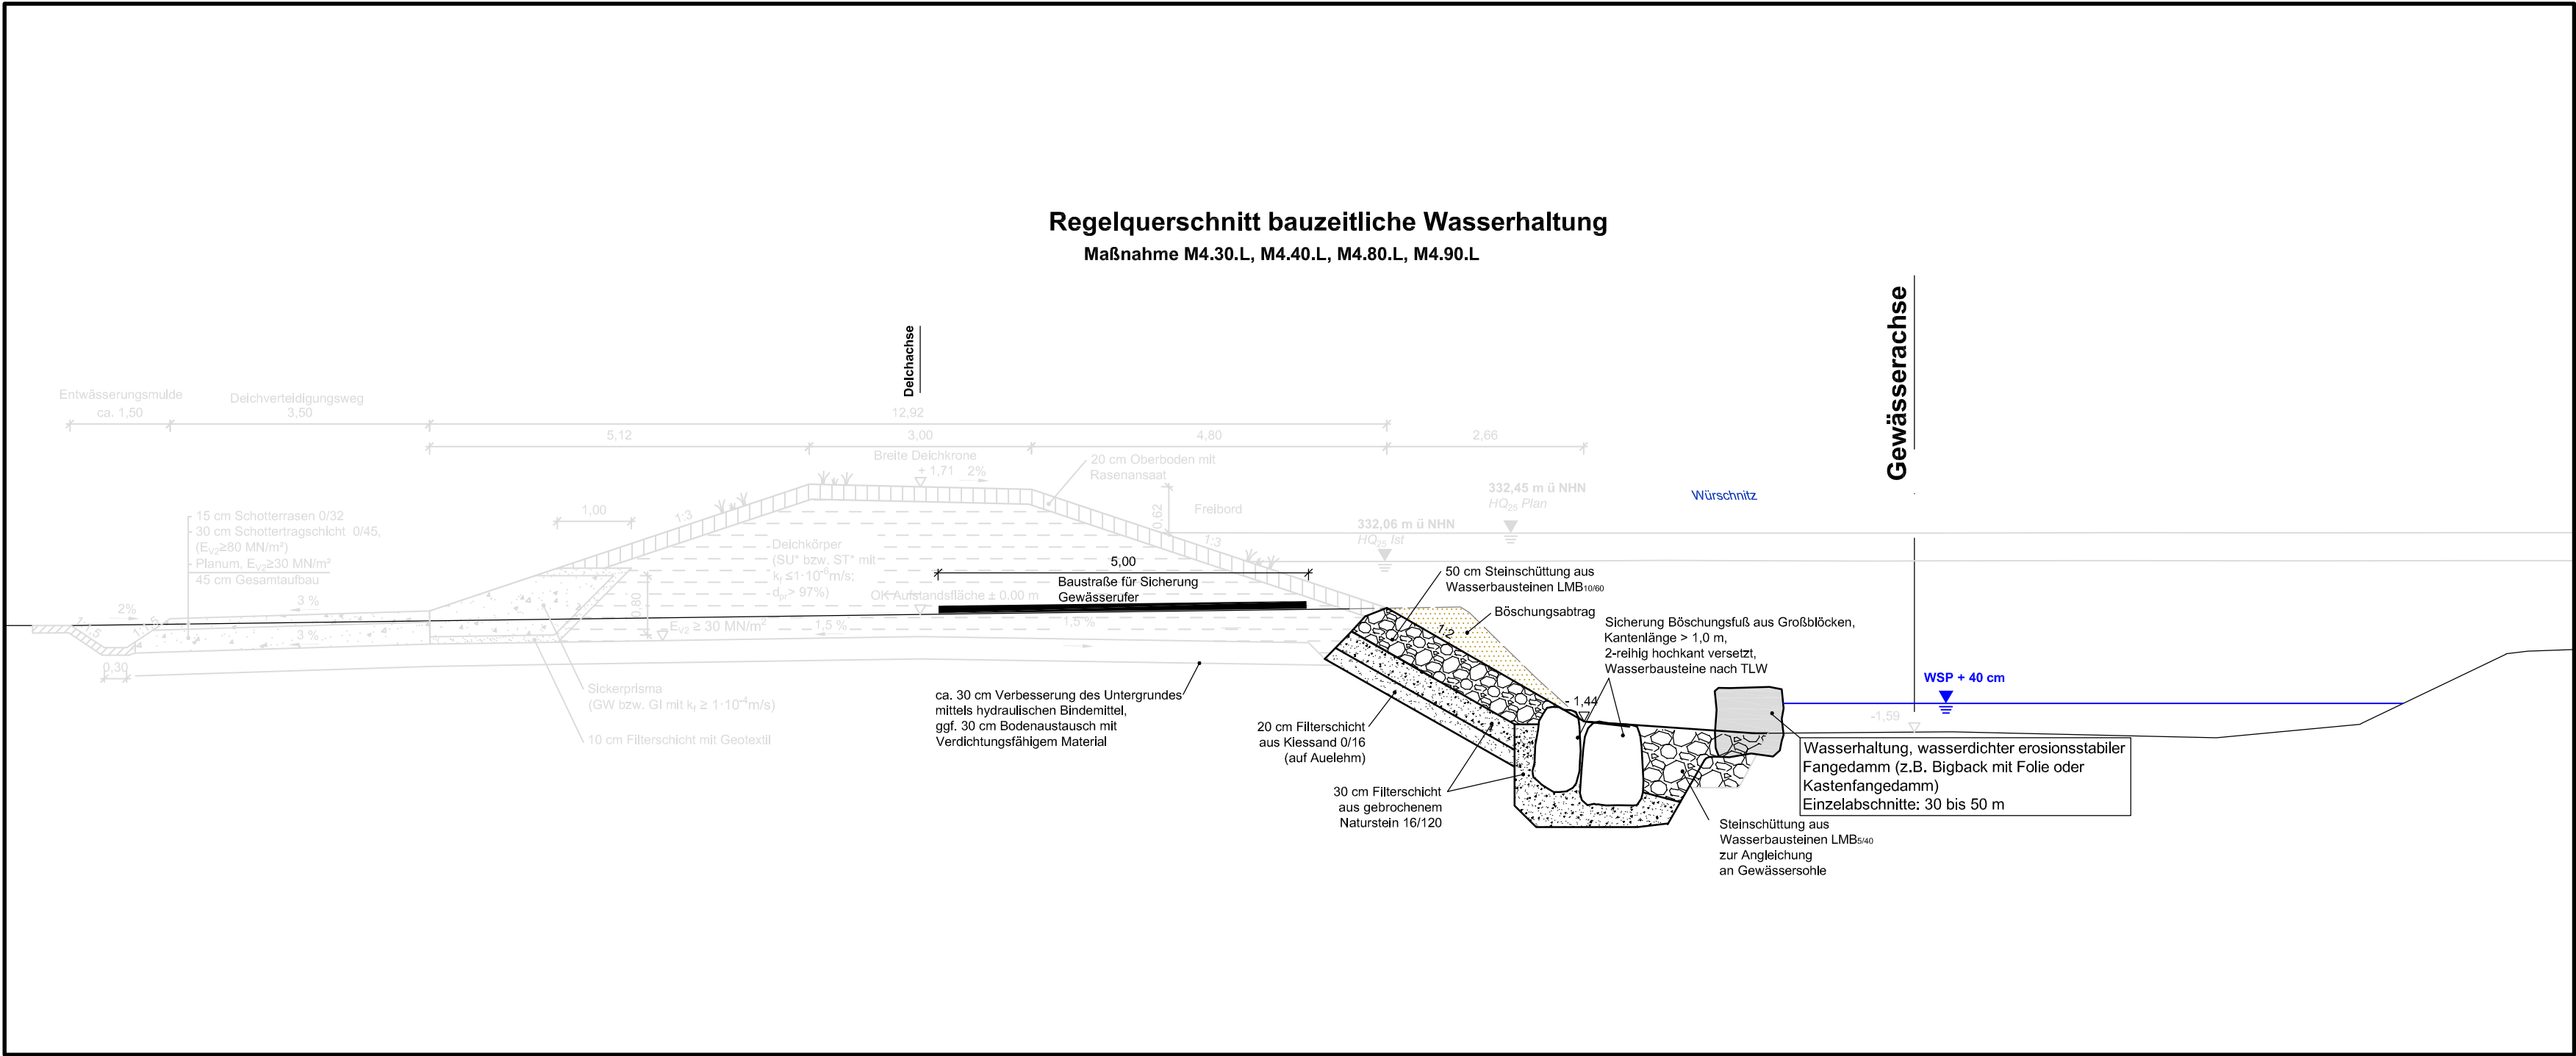 Regelquerschnitt bauzeitliche Wasserhaltung
Maßnahme M4.30.L, M4.40.L, M4.80.L, M4.90.L
Deichachse
Gewässerachse
Entwässerungsmulde
ca. 1,50
Deichverteidigungsweg
3,50
12,92
5,12
3,00
4,80
2,66
Breite Deichkrone
+ 1,71
2%
20 cm Oberboden mit
Rasenansaat
332,45 m ü NHN
HQ25 Plan
Würschnitz
0,62
Freibord
332,06 m ü NHN
HQ25 Ist
1,00
1:3
1:3
15 cm Schotterrasen 0/32
30 cm Schottertragschicht 0/45,
(EV2≥80 MN/m²)
Planum, EV2≥30 MN/m²
45 cm Gesamtaufbau
Deichkörper
(SU* bzw. ST* mit
kf ≤1·10⁻⁶m/s;
dpr> 97%)
5,00
Baustraße für Sicherung
Gewässerufer
OK Aufstandsfläche ± 0.00 m
50 cm Steinschüttung aus
Wasserbausteinen LMB10/60
Böschungsabtrag
Sicherung Böschungsfuß aus Großblöcken,
Kantenlänge > 1,0 m,
2-reihig hochkant versetzt,
Wasserbausteine nach TLW
0,80
2%
3 %
3 %
1:1,5
1:1,5
0,30
EV2 ≥ 30 MN/m²
1,5 %
1,5 %
1:2
Sickerprisma
(GW bzw. GI mit kf ≥ 1·10⁻⁴m/s)
10 cm Filterschicht mit Geotextil
ca. 30 cm Verbesserung des Untergrundes
mittels hydraulischen Bindemittel,
ggf. 30 cm Bodenaustausch mit
Verdichtungsfähigem Material
20 cm Filterschicht
aus Kiessand 0/16
(auf Auelehm)
30 cm Filterschicht
aus gebrochenem
Naturstein 16/120
- 1,44
WSP + 40 cm
-1,59
Wasserhaltung, wasserdichter erosionsstabiler
Fangedamm (z.B. Bigback mit Folie oder
Kastenfangedamm)
Einzelabschnitte: 30 bis 50 m
Steinschüttung aus
Wasserbausteinen LMB5/40
zur Angleichung
an Gewässersohle